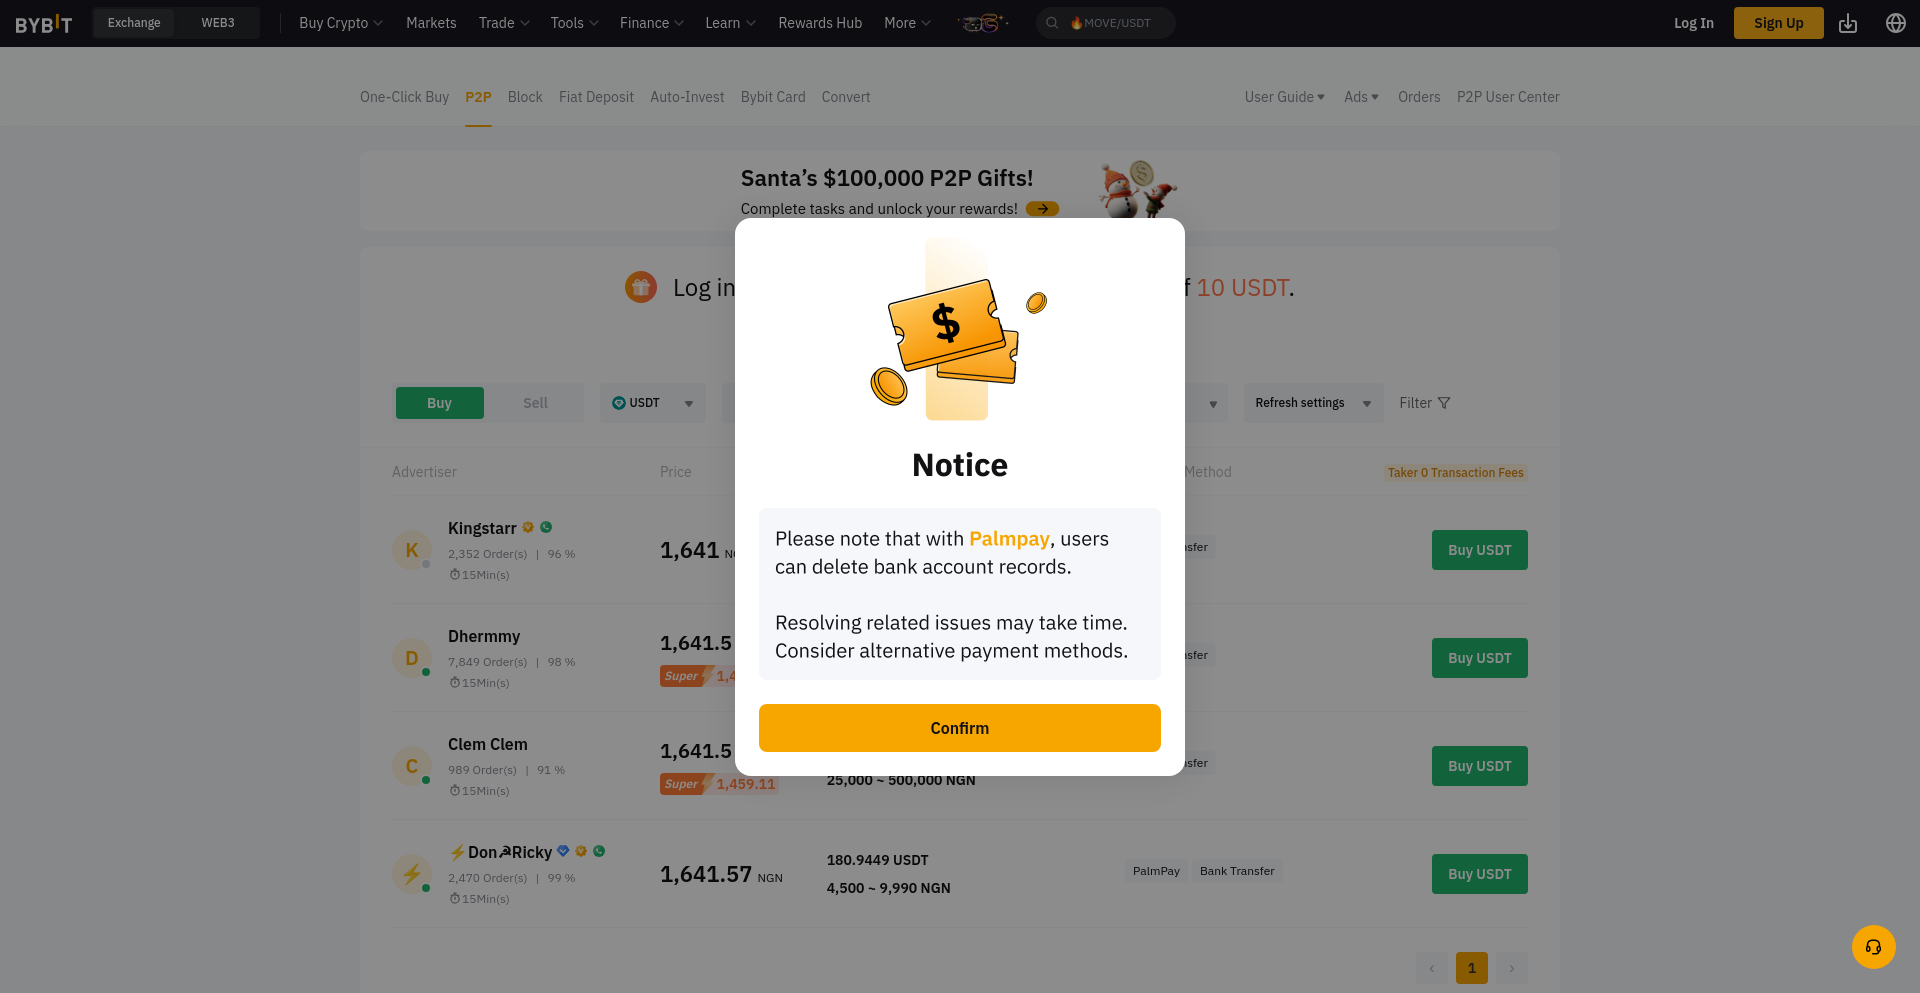 BYBIT Exchange WEB3 Buy Crypto Markets Trade Tools Finance Learn Rewards Hub More MOVE/USDT Log In Sign Up
One-Click Buy P2P Block Fiat Deposit Auto-Invest Bybit Card Convert User Guide Ads Orders P2P User Center
Santa's $100,000 P2P Gifts!
Complete tasks and unlock your rewards!
Log in 10 USDT.
$
Buy Sell USDT Refresh settings Filter
Notice
Advertiser Price Method Taker 0 Transaction Fees
Please note that with Palmpay, users
can delete bank account records.
Resolving related issues may take time.
Consider alternative payment methods.
Confirm
K Kingstarr
2,352 Order(s) | 96 %
15Min(s)
1,641
Buy USDT
D Dhermmy
7,849 Order(s) | 98 %
15Min(s)
1,641.5
Super
Buy USDT
C Clem Clem
989 Order(s) | 91 %
15Min(s)
1,641.5
Super 1,459.11
25,000 ~ 500,000 NGN
Buy USDT
⚡Don☭Ricky
2,470 Order(s) | 99 %
15Min(s)
1,641.57 NGN
180.9449 USDT
4,500 ~ 9,990 NGN
PalmPay Bank Transfer
Buy USDT
1